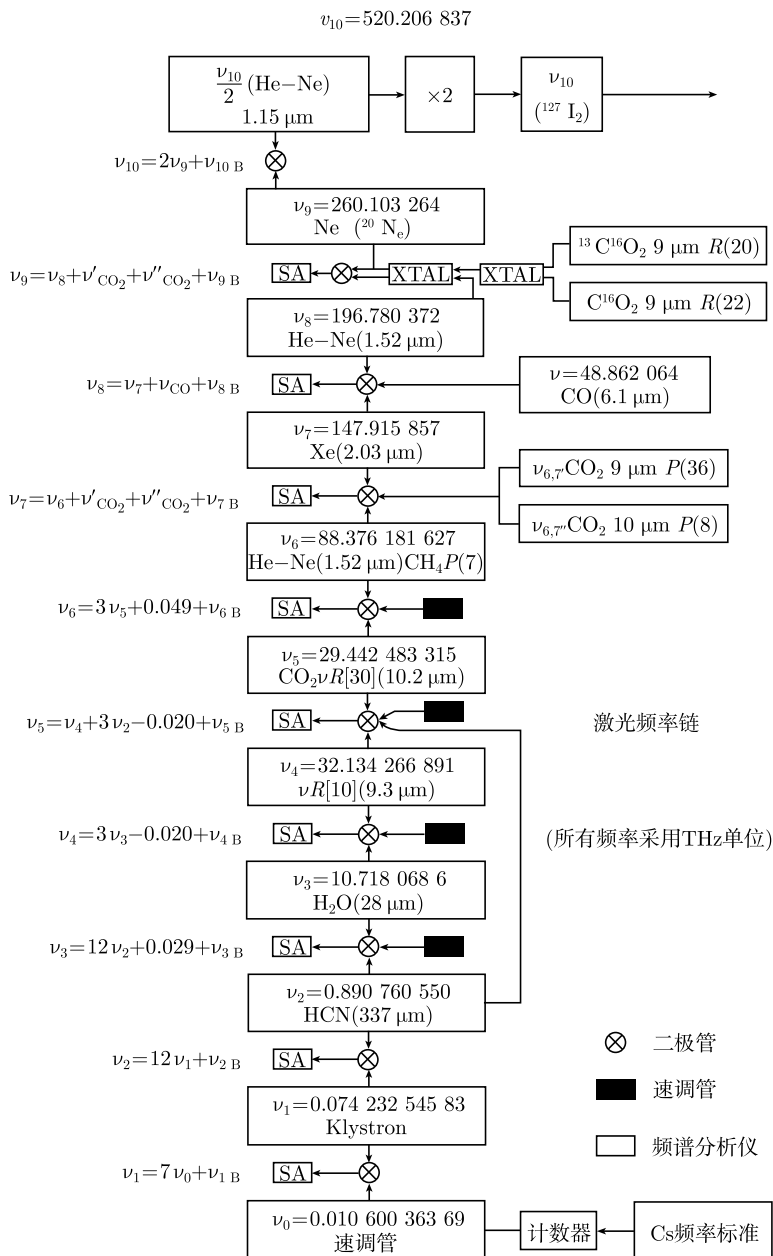 v₁₀=520.206 837
ν₁₀/2 (He−Ne)
1.15 μm
×2
ν₁₀
(¹²⁷ I₂)
ν₁₀=2ν₉+ν₁₀ B
ν₉=260.103 264
Ne (²⁰ Nₑ)
ν₉=ν₈+ν′CO₂+ν″CO₂+ν₉ B
SA
XTAL
XTAL
¹³ C¹⁶O₂ 9 μm R(20)
C¹⁶O₂ 9 μm R(22)
ν₈=196.780 372
He−Ne(1.52 μm)
ν₈=ν₇+νCO+ν₈ B
SA
ν=48.862 064
CO(6.1 μm)
ν₇=147.915 857
Xe(2.03 μm)
ν₇=ν₆+ν′CO₂+ν″CO₂+ν₇ B
SA
ν₆,₇′CO₂ 9 μm P(36)
ν₆,₇″CO₂ 10 μm P(8)
ν₆=88.376 181 627
He−Ne(1.52 μm)CH₄P(7)
ν₆=3ν₅+0.049+ν₆ B
SA
ν₅=29.442 483 315
CO₂νR[30](10.2 μm)
ν₅=ν₄+3ν₂−0.020+ν₅ B
SA
激光频率链
ν₄=32.134 266 891
νR[10](9.3 μm)
ν₄=3ν₃−0.020+ν₄ B
SA
(所有频率采用THz单位)
ν₃=10.718 068 6
H₂O(28 μm)
ν₃=12ν₂+0.029+ν₃ B
SA
ν₂=0.890 760 550
HCN(337 μm)
ν₂=12ν₁+ν₂ B
SA
二极管
ν₁=0.074 232 545 83
Klystron
速调管
ν₁=7ν₀+ν₁ B
SA
频谱分析仪
ν₀=0.010 600 363 69
速调管
计数器
Cs频率标准